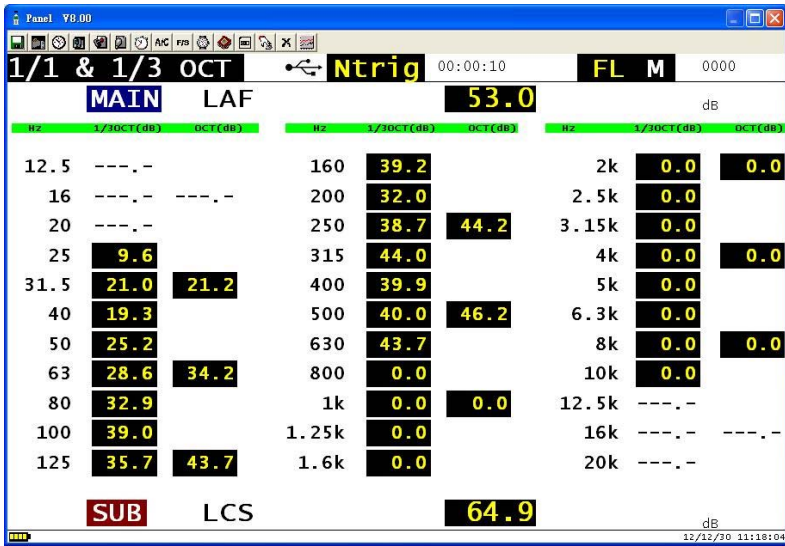 Panel V8.00
A/C F/S
1/1 & 1/3 OCT Ntrig 00:00:10 FL M 0000
MAIN LAF 53.0 dB
Hz 1/3OCT(dB) OCT(dB) Hz 1/3OCT(dB) OCT(dB) Hz 1/3OCT(dB) OCT(dB)
12.5 ---.- 160 39.2 2k 0.0 0.0
16 ---.- ---.- 200 32.0 2.5k 0.0
20 ---.- 250 38.7 44.2 3.15k 0.0
25 9.6 315 44.0 4k 0.0 0.0
31.5 21.0 21.2 400 39.9 5k 0.0
40 19.3 500 40.0 46.2 6.3k 0.0
50 25.2 630 43.7 8k 0.0 0.0
63 28.6 34.2 800 0.0 10k 0.0
80 32.9 1k 0.0 0.0 12.5k ---.-
100 39.0 1.25k 0.0 16k ---.- ---.-
125 35.7 43.7 1.6k 0.0 20k ---.-
SUB LCS 64.9 dB
12/12/30 11:18:04